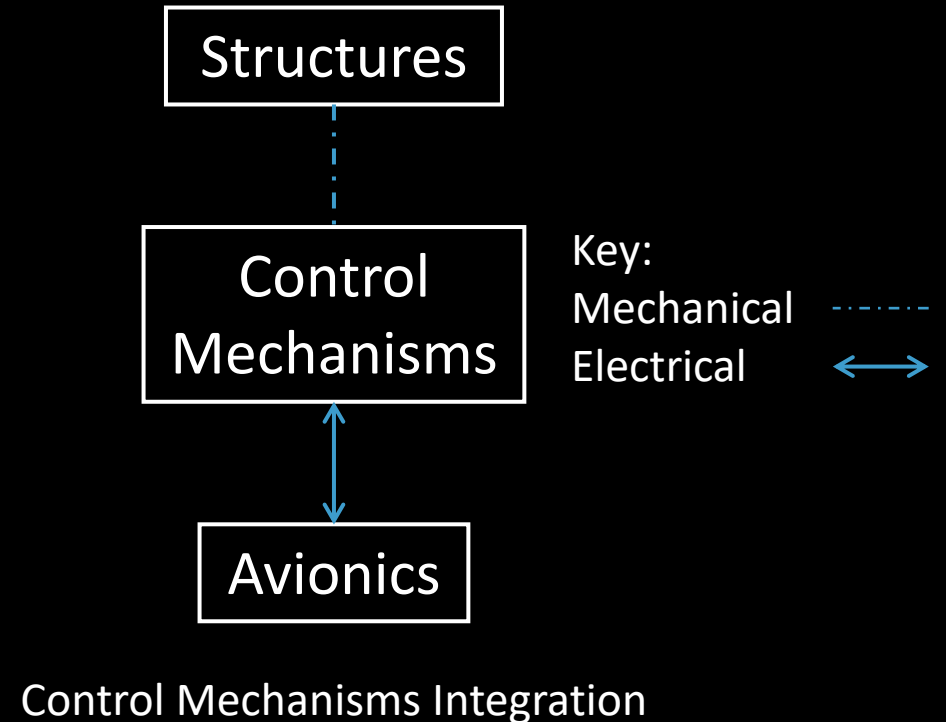 Structures
Control
Mechanisms
Key:
Mechanical
Electrical
Avionics
Control Mechanisms Integration